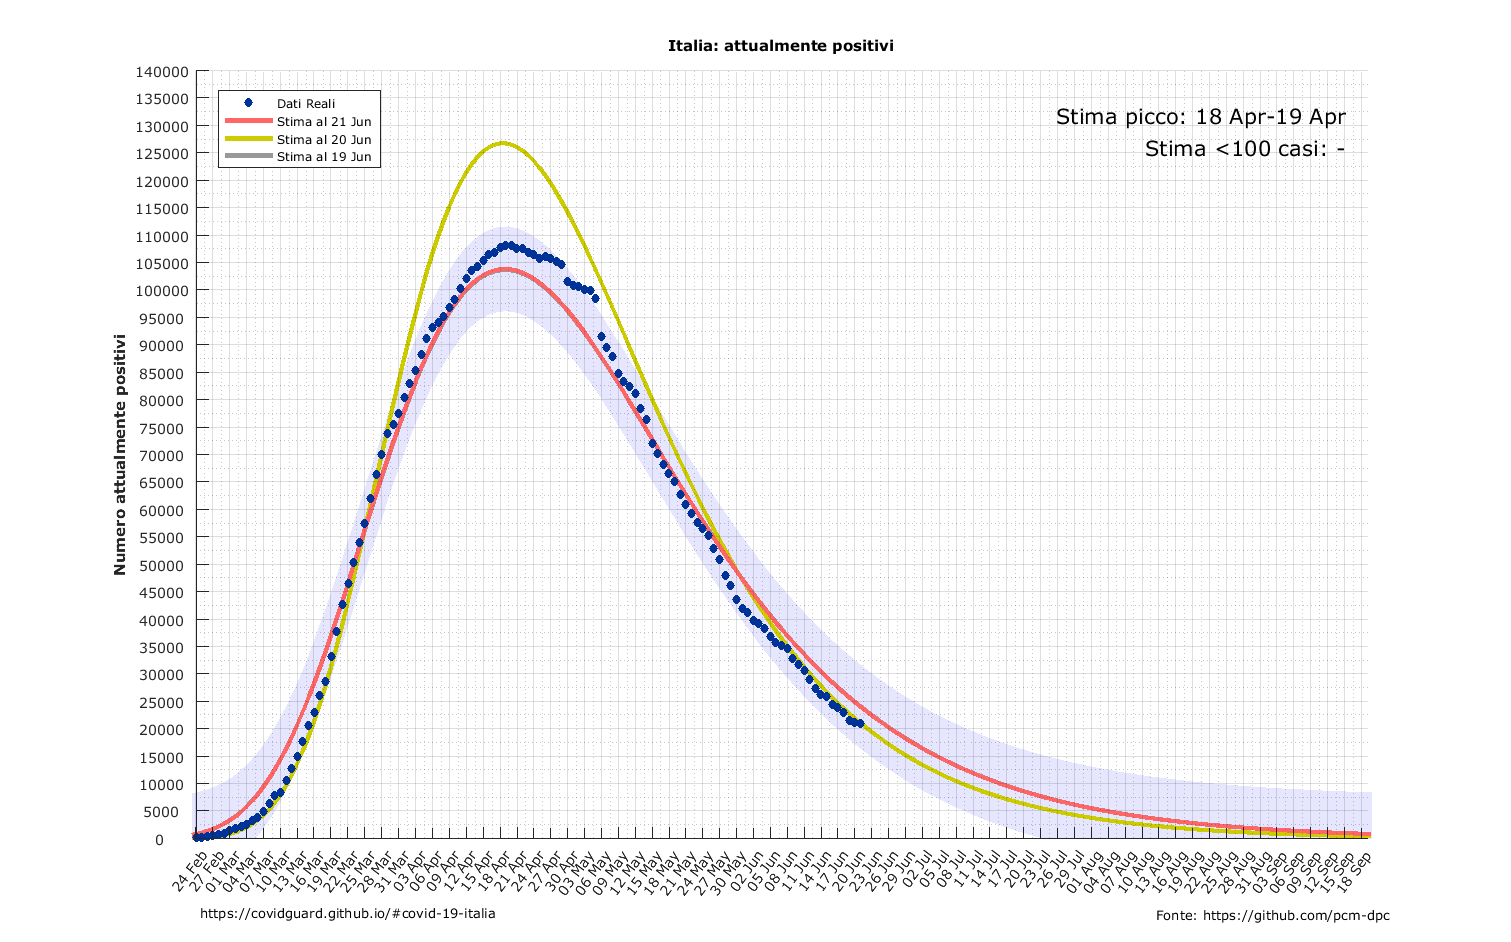 Italia: attualmente positivi
140000
135000
130000
125000
120000
115000
110000
105000
100000
95000
90000
85000
80000
75000
70000
65000
60000
55000
50000
45000
40000
35000
30000
25000
20000
15000
10000
5000
0
Numero attualmente positivi
Dati Reali
Stima al 21 Jun
Stima al 20 Jun
Stima al 19 Jun
Stima picco: 18 Apr-19 Apr
Stima <100 casi: -
24 Feb
27 Feb
01 Mar
04 Mar
07 Mar
10 Mar
13 Mar
16 Mar
19 Mar
22 Mar
25 Mar
28 Mar
31 Mar
03 Apr
06 Apr
09 Apr
12 Apr
15 Apr
18 Apr
21 Apr
24 Apr
27 Apr
30 Apr
03 May
06 May
09 May
12 May
15 May
18 May
21 May
24 May
27 May
30 May
02 Jun
05 Jun
08 Jun
11 Jun
14 Jun
17 Jun
20 Jun
23 Jun
26 Jun
29 Jun
02 Jul
05 Jul
08 Jul
11 Jul
14 Jul
17 Jul
20 Jul
23 Jul
26 Jul
29 Jul
01 Aug
04 Aug
07 Aug
10 Aug
13 Aug
16 Aug
19 Aug
22 Aug
25 Aug
28 Aug
31 Aug
03 Sep
06 Sep
09 Sep
12 Sep
15 Sep
18 Sep
https://covidguard.github.io/#covid-19-italia
Fonte: https://github.com/pcm-dpc